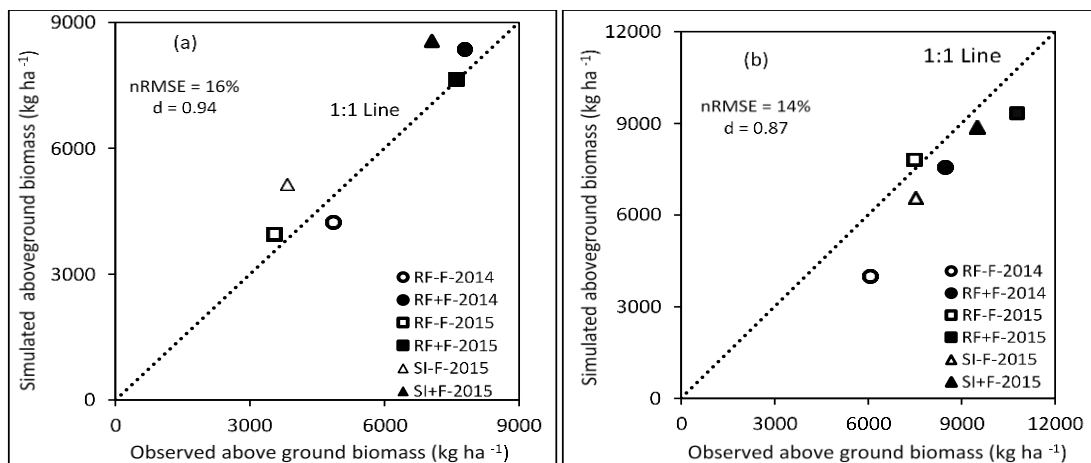 (a)
nRMSE = 16%
d = 0.94
1:1 Line
9000
6000
3000
0
Simulated aboveground biomass (kg ha -1)
RF-F-2014
RF+F-2014
RF-F-2015
RF+F-2015
SI-F-2015
SI+F-2015
0 3000 6000 9000
Observed above ground biomass (kg ha -1)
(b)
nRMSE = 14%
d = 0.87
1:1 Line
12000
9000
6000
3000
0
Simulated aboveground biomass (kg ha -1)
RF-F-2014
RF+F-2014
RF-F-2015
RF+F-2015
SI-F-2015
SI+F-2015
0 3000 6000 9000 12000
Observed above ground biomass (kg ha -1)